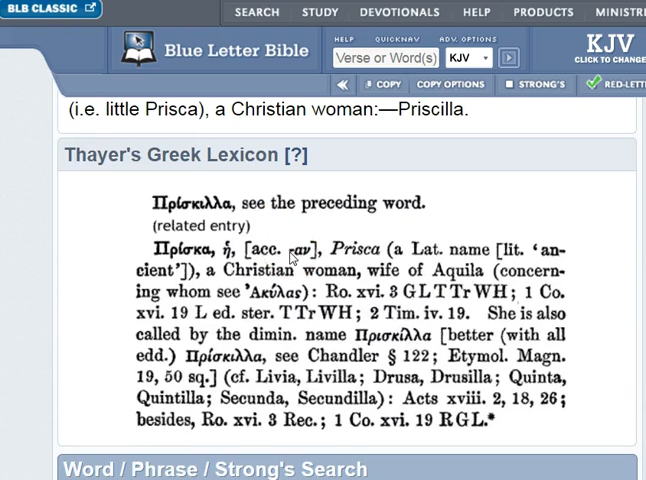 BLB CLASSIC
SEARCH STUDY DEVOTIONALS HELP PRODUCTS MINISTRI
Blue Letter Bible
HELP QUICKNAV ADV. OPTIONS
Verse or Word(s) KJV
KJV
CLICK TO CHANGE
COPY COPY OPTIONS STRONG'S RED-LETT
(i.e. little Prisca), a Christian woman:—Priscilla.
Thayer's Greek Lexicon [?]
Πρίσκιλλα, see the preceding word.
(related entry)
Πρίσκα, ἡ, [acc. -αν], Prisca (a Lat. name [lit. ‘an-
cient’]), a Christian woman, wife of Aquila (concern-
ing whom see Ἀκύλας): Ro. xvi. 3 G L T Tr WH; 1 Co.
xvi. 19 L ed. ster. T Tr WH; 2 Tim. iv. 19. She is also
called by the dimin. name Πρισκίλλα [better (with all
edd.) Πρίσκιλλα, see Chandler § 122; Etymol. Magn.
19, 50 sq.] (cf. Livia, Livilla; Drusa, Drusilla; Quinta,
Quintilla; Secunda, Secundilla): Acts xviii. 2, 18, 26;
besides, Ro. xvi. 3 Rec.; 1 Co. xvi. 19 R G L.*
Word / Phrase / Strong's Search